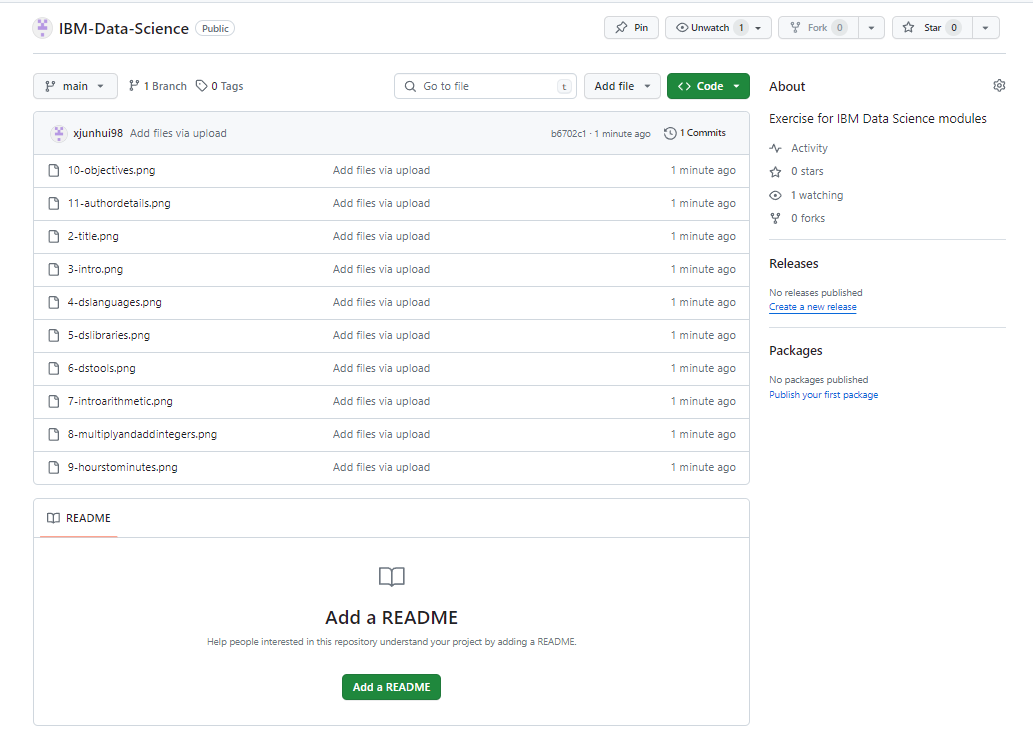 IBM-Data-Science Public Pin Unwatch 1 Fork 0 Star 0
main 1 Branch 0 Tags Go to file t Add file Code
xjunhui98 Add files via upload b6702c1 · 1 minute ago 1 Commits
10-objectives.png Add files via upload 1 minute ago
11-authordetails.png Add files via upload 1 minute ago
2-title.png Add files via upload 1 minute ago
3-intro.png Add files via upload 1 minute ago
4-dslanguages.png Add files via upload 1 minute ago
5-dslibraries.png Add files via upload 1 minute ago
6-dstools.png Add files via upload 1 minute ago
7-introarithmetic.png Add files via upload 1 minute ago
8-multiplyandaddintegers.png Add files via upload 1 minute ago
9-hourstominutes.png Add files via upload 1 minute ago
README
Add a README
Help people interested in this repository understand your project by adding a README.
Add a README
About
Exercise for IBM Data Science modules
Activity
0 stars
1 watching
0 forks
Releases
No releases published
Create a new release
Packages
No packages published
Publish your first package